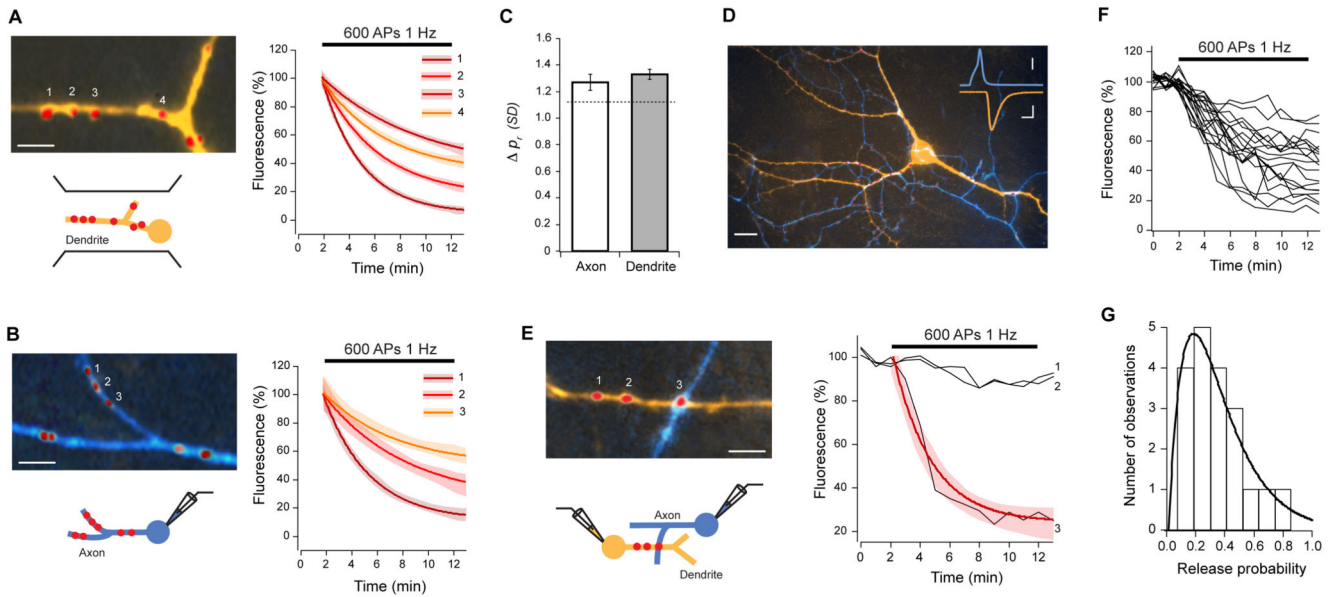 A
600 APs 1 Hz
120
100
80
60
40
20
0
Fluorescence (%)
2 4 6 8 10 12
Time (min)
1
2
3
4
1 2 3 4
Dendrite
B
600 APs 1 Hz
120
100
80
60
40
20
0
Fluorescence (%)
2 4 6 8 10 12
Time (min)
1
2
3
1
2
3
Axon
C
1.6
1.4
1.2
1.0
0.8
0.6
0.4
0.2
0
Δ pr (SD)
Axon Dendrite
D
E
1 2 3
Axon
Dendrite
600 APs 1 Hz
100
80
60
40
20
Fluorescence (%)
0 2 4 6 8 10 12
Time (min)
1
2
3
F
600 APs 1 Hz
120
100
80
60
40
20
0
Fluorescence (%)
0 2 4 6 8 10 12
Time (min)
G
5
4
3
2
1
0
Number of observations
0.0 0.2 0.4 0.6 0.8 1.0
Release probability